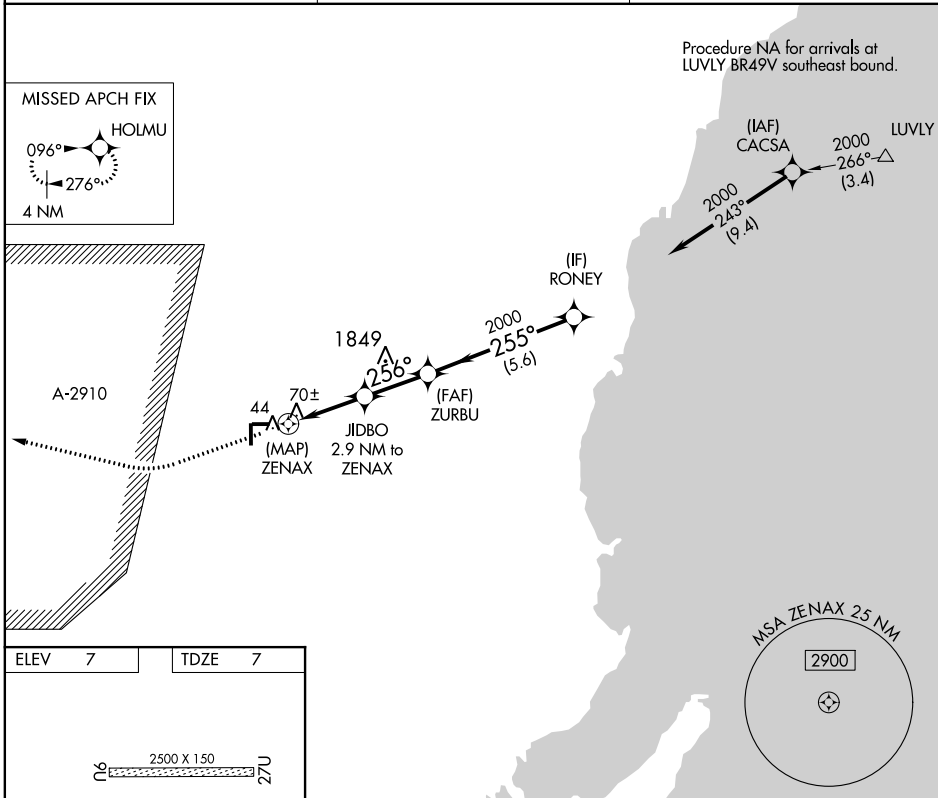 Procedure NA for arrivals at
LUVLY BR49V southeast bound.
MISSED APCH FIX
HOLMU
096°
276°
4 NM
(IAF)
CACSA
LUVLY
2000
266°
(3.4)
2000
243°
(9.4)
(IF)
RONEY
2000
255°
(5.6)
1849
256°
(FAF)
ZURBU
A-2910
44
70±
JIDBO
2.9 NM to
ZENAX
(MAP)
ZENAX
MSA ZENAX 25 NM
2900
ELEV 7
TDZE 7
2500 X 150
9U
27U